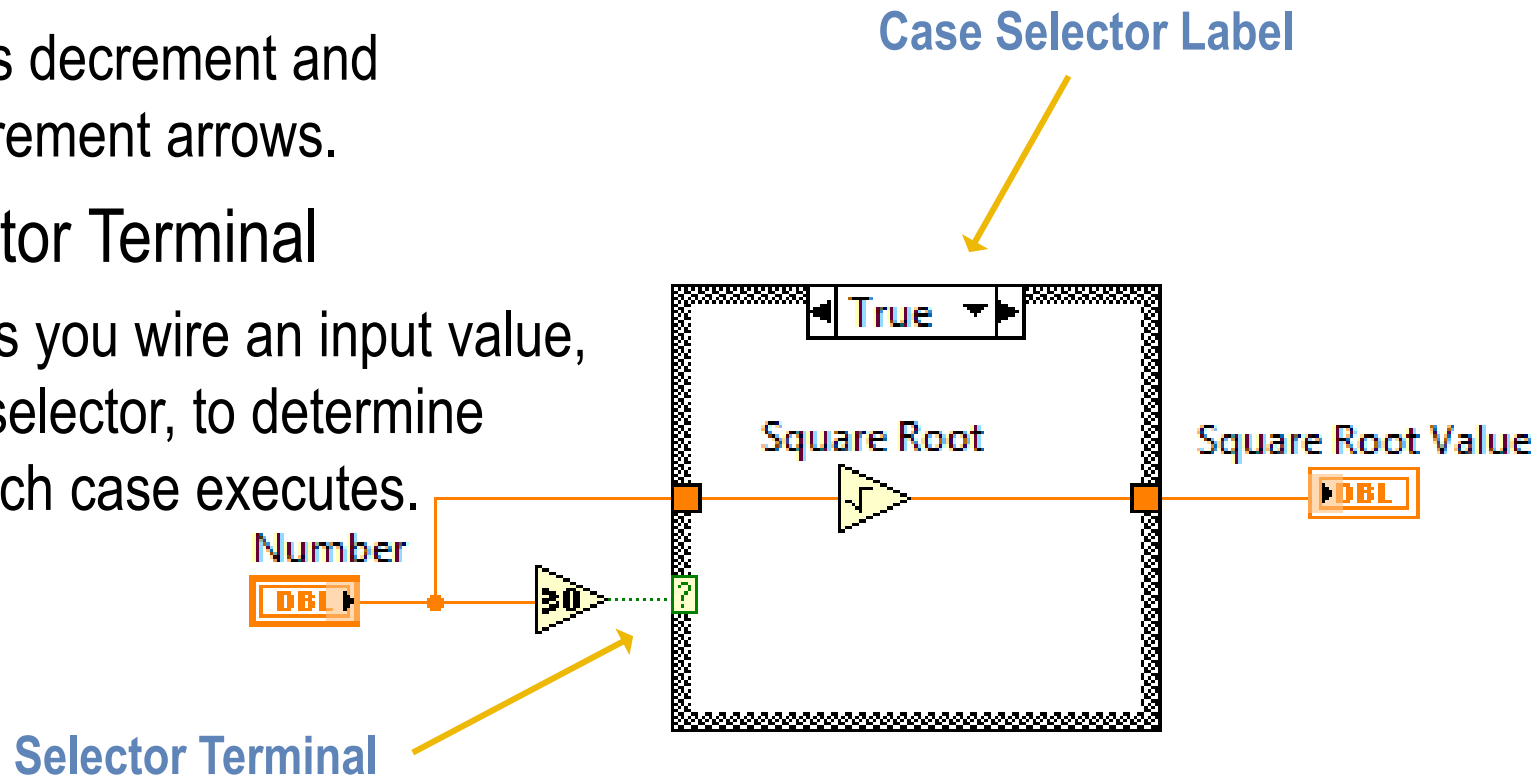 Case Selector Label
s decrement and
rement arrows.
tor Terminal
s you wire an input value,
selector, to determine
ch case executes.
True
Square Root
Square Root Value
DBL
Number
DBL
≥0
?
Selector Terminal